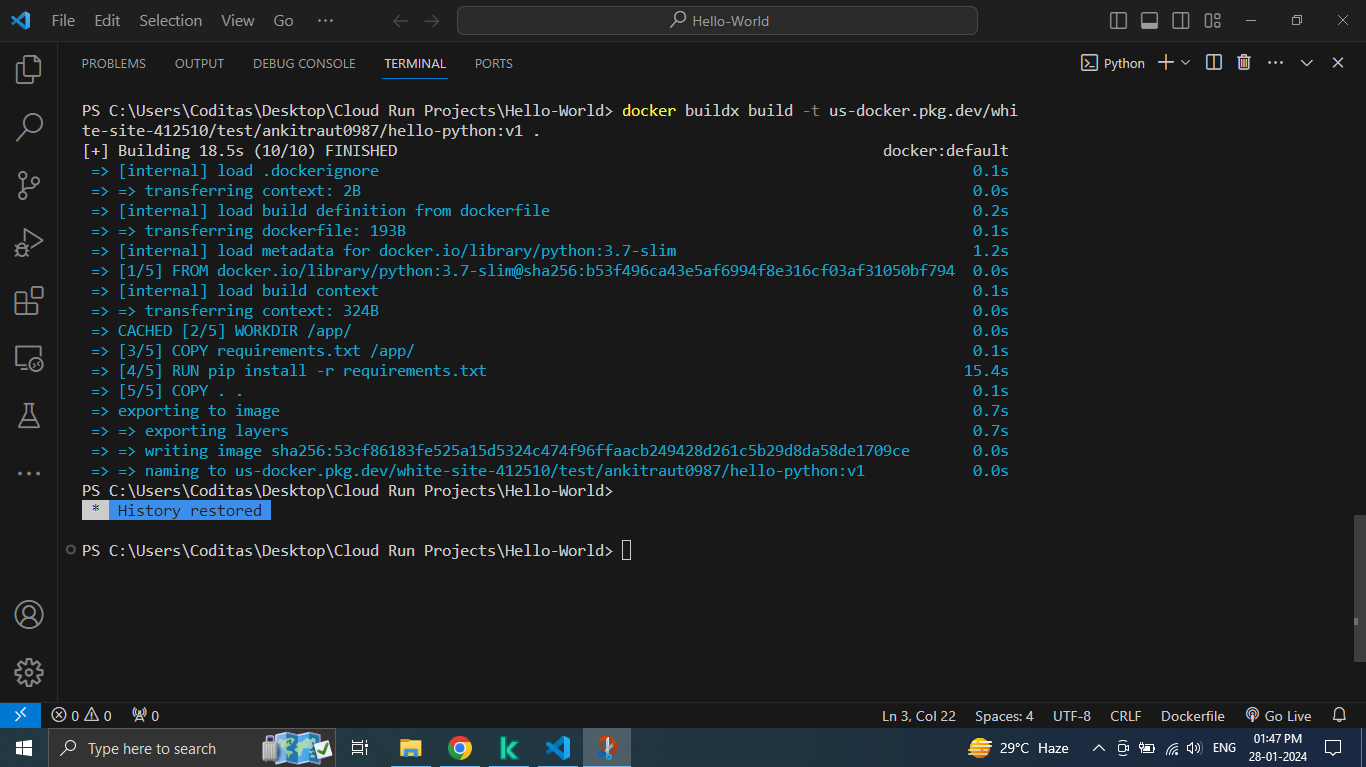 File Edit Selection View Go ··· Hello-World
PROBLEMS OUTPUT DEBUG CONSOLE TERMINAL PORTS Python
PS C:\Users\Coditas\Desktop\Cloud Run Projects\Hello-World> docker buildx build -t us-docker.pkg.dev/whi
te-site-412510/test/ankitraut0987/hello-python:v1 .
[+] Building 18.5s (10/10) FINISHED docker:default
=> [internal] load .dockerignore 0.1s
=> => transferring context: 2B 0.0s
=> [internal] load build definition from dockerfile 0.2s
=> => transferring dockerfile: 193B 0.1s
=> [internal] load metadata for docker.io/library/python:3.7-slim 1.2s
=> [1/5] FROM docker.io/library/python:3.7-slim@sha256:b53f496ca43e5af6994f8e316cf03af31050bf794 0.0s
=> [internal] load build context 0.1s
=> => transferring context: 324B 0.0s
=> CACHED [2/5] WORKDIR /app/ 0.0s
=> [3/5] COPY requirements.txt /app/ 0.1s
=> [4/5] RUN pip install -r requirements.txt 15.4s
=> [5/5] COPY . . 0.1s
=> exporting to image 0.7s
=> => exporting layers 0.7s
=> => writing image sha256:53cf86183fe525a15d5324c474f96ffaacb249428d261c5b29d8da58de1709ce 0.0s
=> => naming to us-docker.pkg.dev/white-site-412510/test/ankitraut0987/hello-python:v1 0.0s
PS C:\Users\Coditas\Desktop\Cloud Run Projects\Hello-World>
* History restored
PS C:\Users\Coditas\Desktop\Cloud Run Projects\Hello-World>
0 0 0 Ln 3, Col 22 Spaces: 4 UTF-8 CRLF Dockerfile Go Live
Type here to search 29°C Haze ENG 01:47 PM
28-01-2024